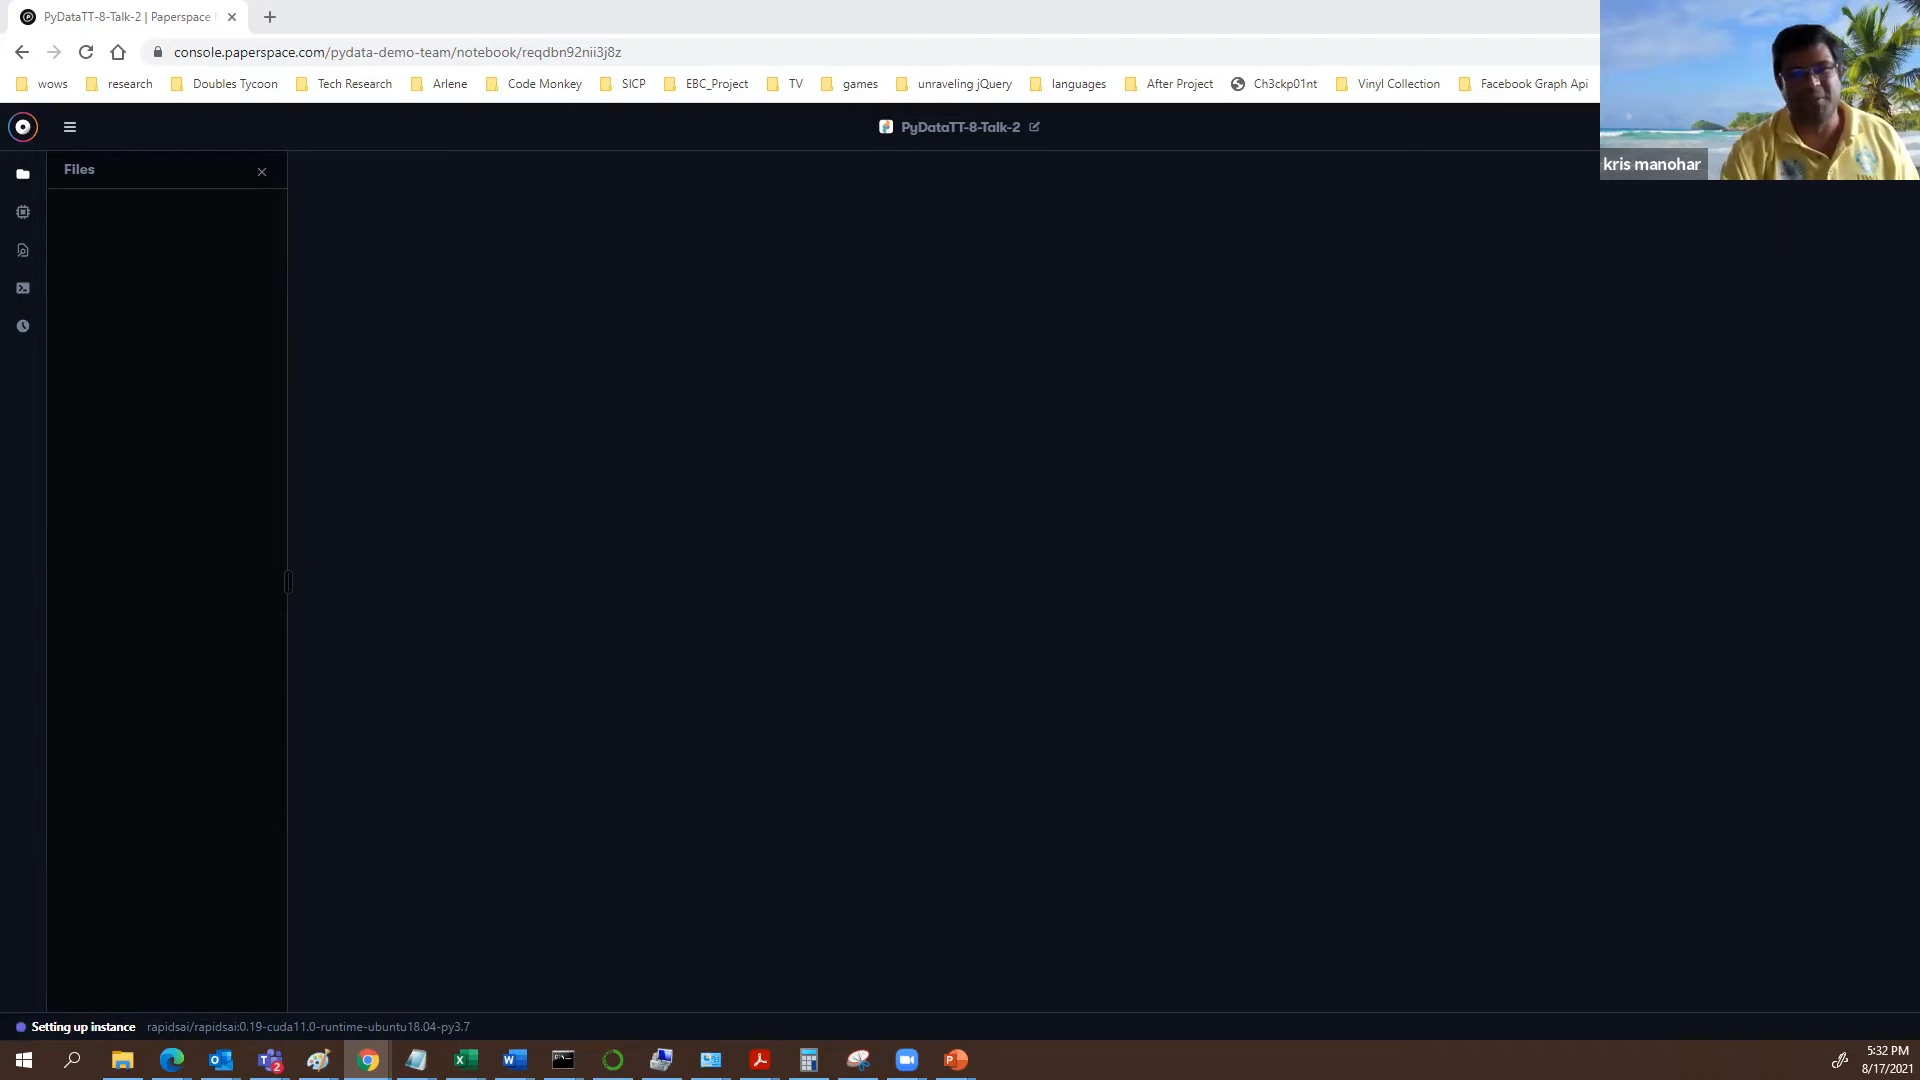 PyDataTT-8-Talk-2 | Paperspace
console.paperspace.com/pydata-demo-team/notebook/reqdbn92nii3j8z
wows research Doubles Tycoon Tech Research Arlene Code Monkey SICP EBC_Project TV games unraveling jQuery languages After Project Ch3ckp01nt Vinyl Collection Facebook Graph Api
PyDataTT-8-Talk-2
kris manohar
Files
Setting up instance rapidsai/rapidsai:0.19-cuda11.0-runtime-ubuntu18.04-py3.7
2
5:32 PM
8/17/2021